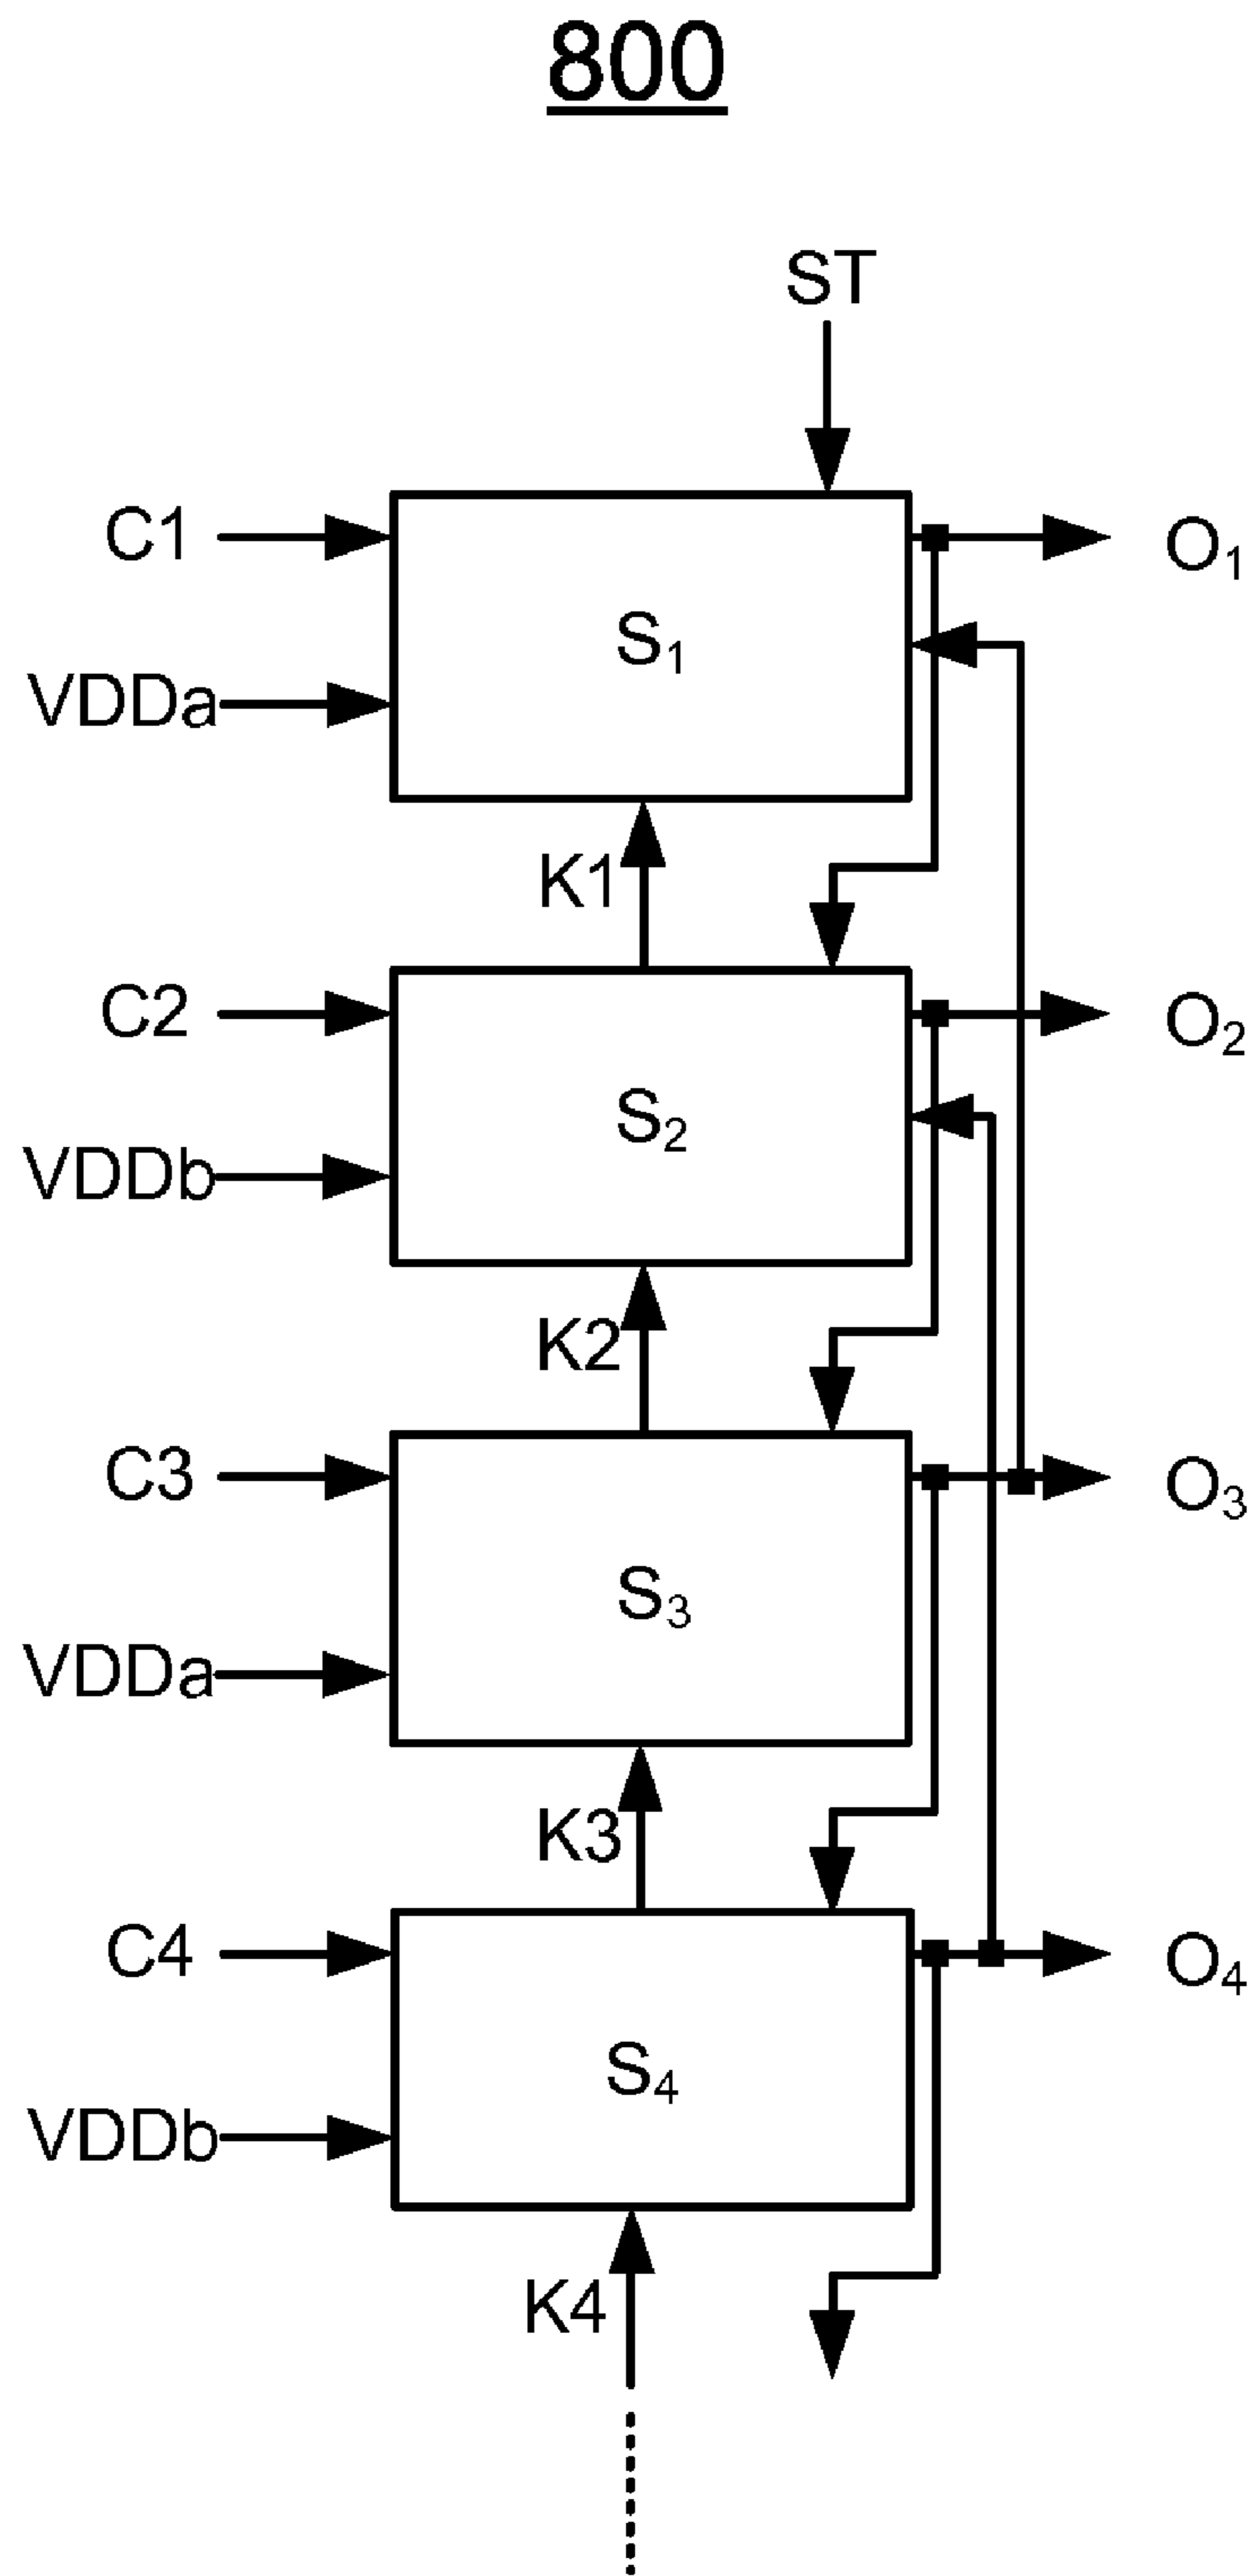 800
ST
C1
O₁
S₁
VDDa
K1
C2
O₂
S₂
VDDb
K2
C3
O₃
S₃
VDDa
K3
C4
O₄
S₄
VDDb
K4